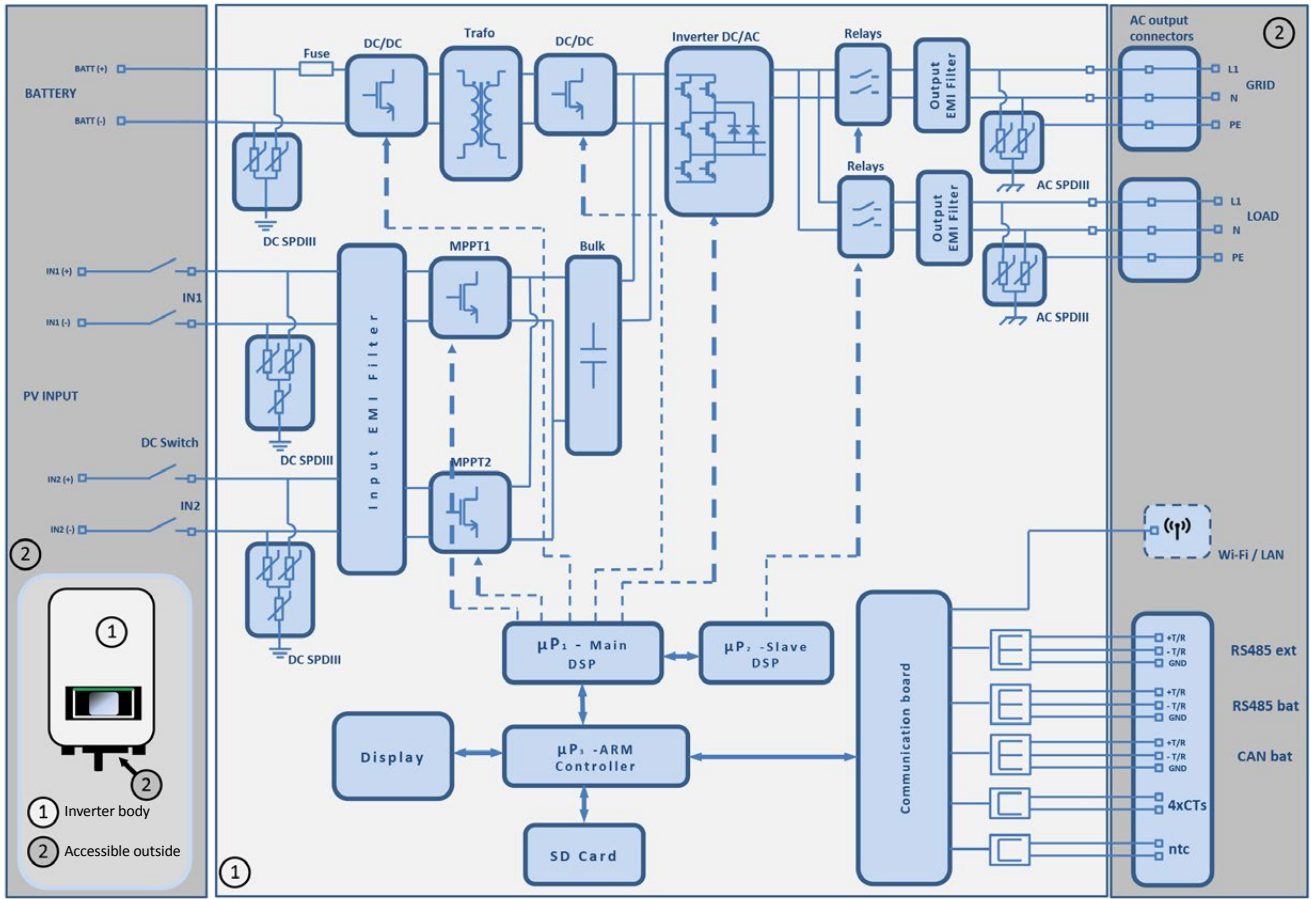 BATT (+)
BATTERY
BATT (-)
Fuse
DC/DC
Trafo
DC/DC
Inverter DC/AC
Relays
Output
EMI Filter
AC output
connectors
2
L1
GRID
N
PE
AC SPDIII
Relays
Output
EMI Filter
L1
LOAD
N
PE
AC SPDIII
DC SPDIII
IN1 (+)
IN1
IN1 (-)
PV INPUT
DC Switch
IN2 (+)
IN2
IN2 (-)
DC SPDIII
DC SPDIII
Input EMI Filter
MPPT1
MPPT2
Bulk
2
1
2
1 Inverter body
2 Accessible outside
1
µP₁ - Main
DSP
µP₂ -Slave
DSP
Display
µP₃ -ARM
Controller
SD Card
Communication board
Wi-Fi / LAN
+T/R
- T/R
GND
RS485 ext
+T/R
- T/R
GND
RS485 bat
+T/R
- T/R
GND
CAN bat
4xCTs
ntc